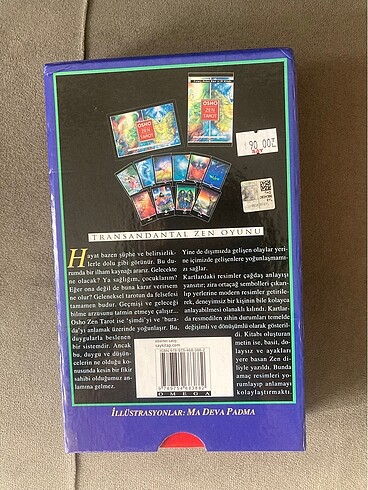 OSHO
ZEN
TAROT
OSHO
ZEN
TAROT
90.00
SAY
TRANSANDANTAL ZEN OYUNU
Hayat bazen şüphe ve belirsizlik-
lerle dolu gibi görünür. Bu du-
rumda bir ilham kaynağı ararız. Gelecekte
ne olacak? Ya sağlığım, çocuklarım?
Eğer ona değil de buna karar verirsem
ne olur? Geleneksel tarotun da felsefesi
tamamen budur: Geçmişi ve geleceği
bilme arzusunu tatmin etmeye çalışır...
Osho Zen Tarot ise 'şimdi'yi ve 'bura-
da'yı anlamak üzerinde yoğunlaşır. Bu,
duygularla beslenen
bir sistemdir. Ancak
bu, duygu ve düşün-
celerin ne olduğu ko-
nusunda kesin bir fikir
sahibi olduğumuz an-
lamına gelmez.
Yine de dışımızda gelişen olaylar yeri-
ne içimizde gelişenlere yoğunlaşmamı-
zı sağlar.
Kartlardaki resimler çağdaş anlayışı
yansıtır; zira ortaçağ sembolleri çıkarı-
lıp içeriğine modern resimler getirile-
rek, deneyimsiz bir kişinin bile kolayca
anlayabilmesi olanaklı kılındı. Kartlar-
da resmedilen zihin durumları temelde
değişimli ve dönüşümlü olarak gösteril-
di. Kitabı oluşturan
metin ise, basit, do-
laysız ve ayakları
yere basan Zen di-
liyle yazıldı. Bunda
amaç resimleri yo-
rumlayıp anlamayı
kolaylaştırmaktı.
internet satış:
saykitap.com
OMEGA
İLLÜSTRASYONLAR: MA DEVA PADMA